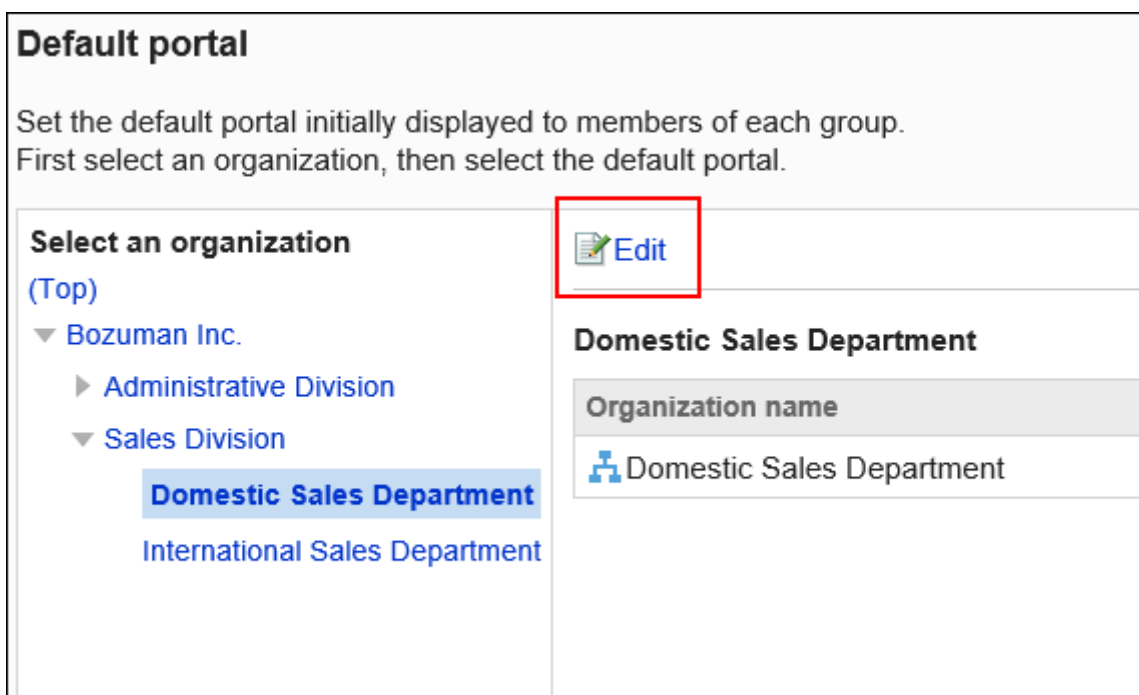 Default portal
Set the default portal initially displayed to members of each group.
First select an organization, then select the default portal.
Select an organization
(Top)
Bozuman Inc.
Administrative Division
Sales Division
Domestic Sales Department
International Sales Department
Edit
Domestic Sales Department
Organization name
Domestic Sales Department